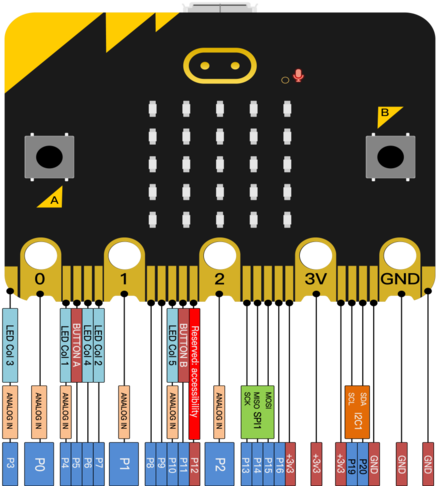 A
B
0
1
2
3V
GND
LED Col 3
ANALOG IN
P3
ANALOG IN
P0
LED Col 1
ANALOG IN
P4
BUTTON A
P5
LED Col 4
P6
LED Col 2
P7
ANALOG IN
P1
P8
P9
LED Col 5
ANALOG IN
P10
BUTTON B
P11
Reserved: accessibility
P12
ANALOG IN
P2
SCK
MISO SPI1
MOSI
P13
P14
P15
P16
+3v3
+3v3
+3v3
SCL
SDA
I2C1
P19
P20
GND
GND
GND